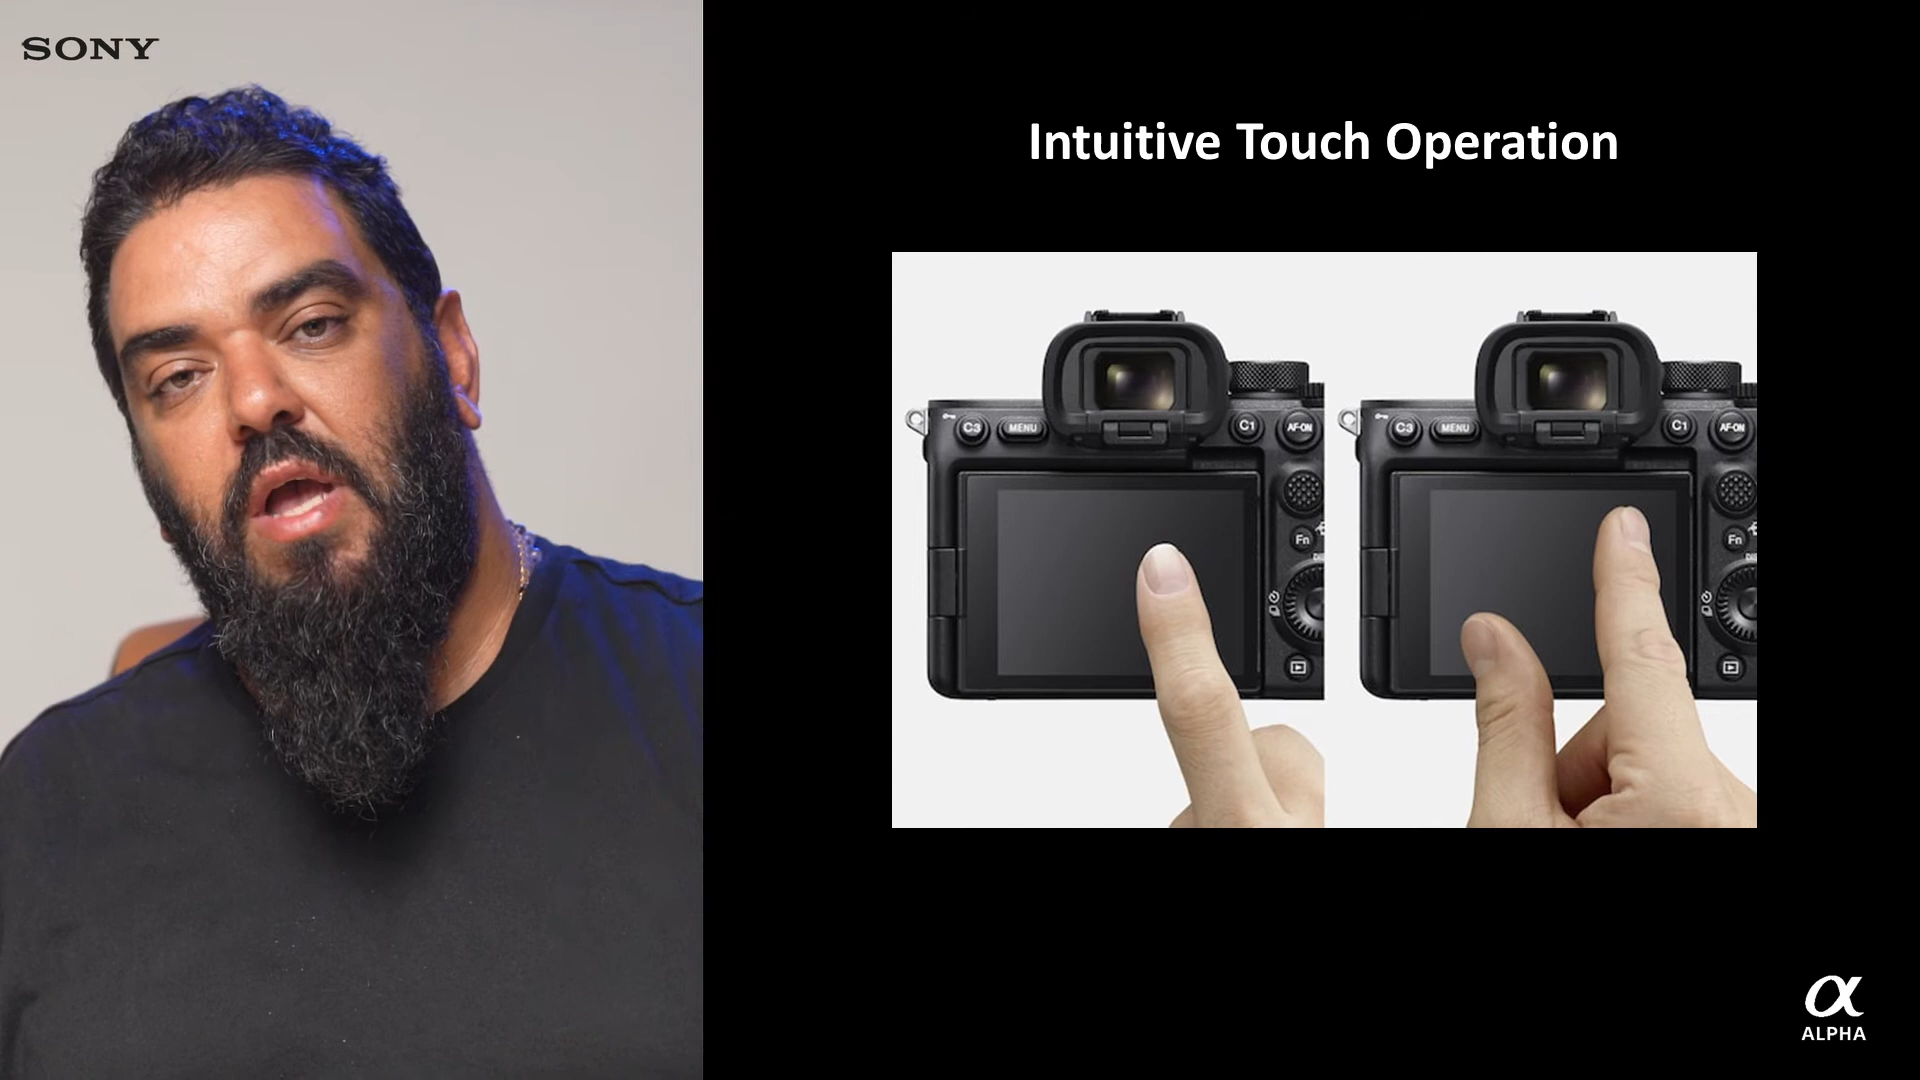 SONY
Intuitive Touch Operation
C3 MENU C1 AF-ON
Fn
C3 MENU C1 AF-ON
Fn
α
ALPHA